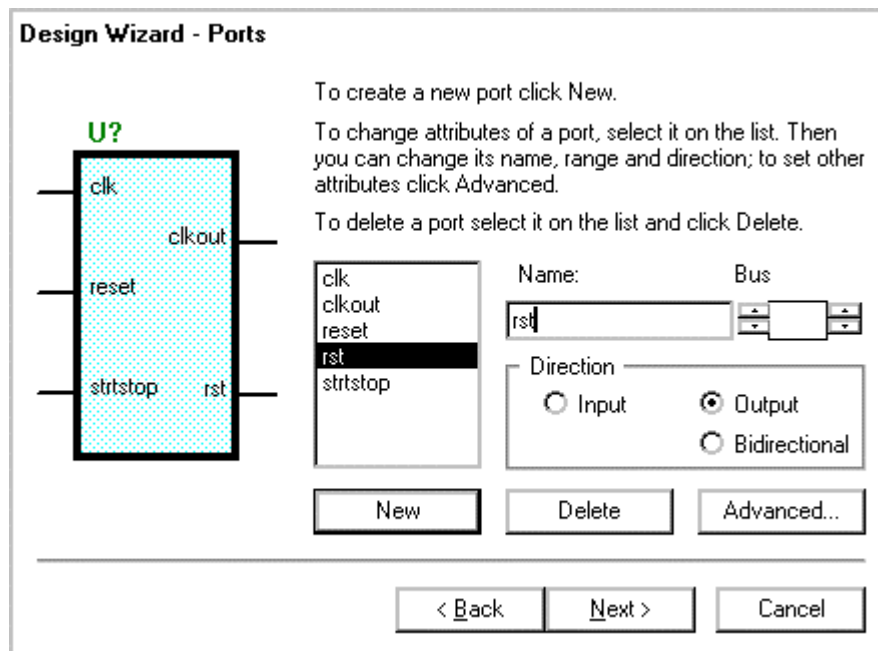 Design Wizard - Ports
To create a new port click New.
To change attributes of a port, select it on the list. Then
you can change its name, range and direction; to set other
attributes click Advanced.
To delete a port select it on the list and click Delete.
U?
clk
clkout
reset
strtstop rst
clk
clkout
reset
rst
strtstop
Name: Bus
rst
Direction
Input Output
Bidirectional
New Delete Advanced...
< Back Next > Cancel